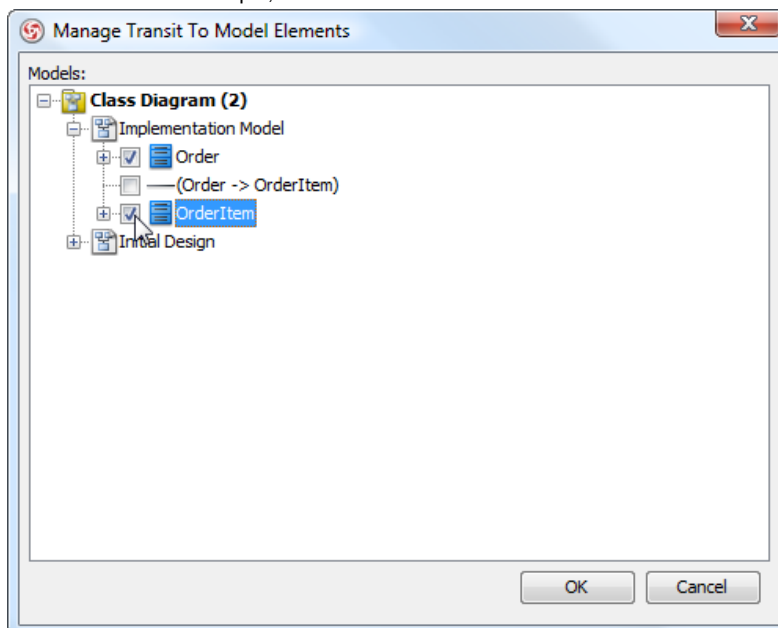 Manage Transit To Model Elements
Models:
Class Diagram (2)
Implementation Model
Order
(Order -> OrderItem)
OrderItem
Initial Design
OK Cancel